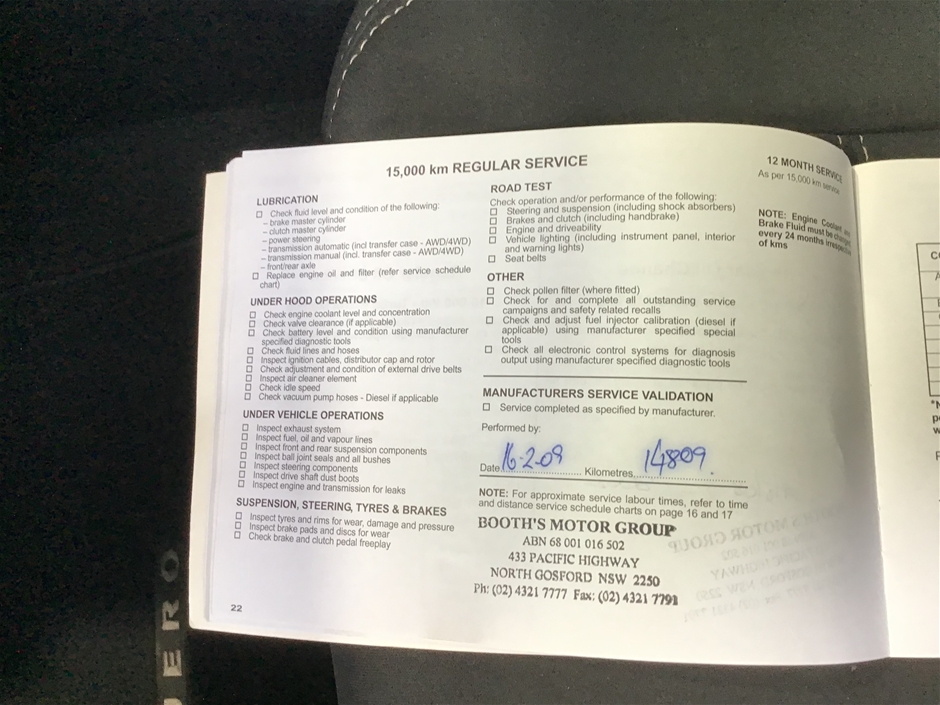 15,000 km REGULAR SERVICE
LUBRICATION
Check fluid level and condition of the following:
– brake master cylinder
– clutch master cylinder
– power steering
– transmission automatic (incl transfer case - AWD/4WD)
– transmission manual (incl. transfer case - AWD/4WD)
– front/rear axle
Replace engine oil and filter (refer service schedule
chart)
UNDER HOOD OPERATIONS
Check engine coolant level and concentration
Check valve clearance (if applicable)
Check battery level and condition using manufacturer
specified diagnostic tools
Check fluid lines and hoses
Inspect ignition cables, distributor cap and rotor
Check adjustment and condition of external drive belts
Inspect air cleaner element
Check idle speed
Check vacuum pump hoses - Diesel if applicable
UNDER VEHICLE OPERATIONS
Inspect exhaust system
Inspect fuel, oil and vapour lines
Inspect front and rear suspension components
Inspect ball joint seals and all bushes
Inspect steering components
Inspect drive shaft dust boots
Inspect engine and transmission for leaks
SUSPENSION, STEERING, TYRES & BRAKES
Inspect tyres and rims for wear, damage and pressure
Inspect brake pads and discs for wear
Check brake and clutch pedal freeplay
22
ROAD TEST
Check operation and/or performance of the following:
Steering and suspension (including shock absorbers)
Brakes and clutch (including handbrake)
Engine and driveability
Vehicle lighting (including instrument panel, interior
and warning lights)
Seat belts
OTHER
Check pollen filter (where fitted)
Check for and complete all outstanding service
campaigns and safety related recalls
Check and adjust fuel injector calibration (diesel if
applicable) using manufacturer specified special
tools
Check all electronic control systems for diagnosis
output using manufacturer specified diagnostic tools
MANUFACTURERS SERVICE VALIDATION
Service completed as specified by manufacturer.
Performed by:
Date 16-2-09 Kilometres 14809
NOTE: For approximate service labour times, refer to time
and distance service schedule charts on page 16 and 17
BOOTH'S MOTOR GROUP
ABN 68 001 016 502
433 PACIFIC HIGHWAY
NORTH GOSFORD NSW 2250
Ph: (02) 4321 7777 Fax: (02) 4321 7791
12 MONTH SERVICE
As per 15,000 km service
NOTE: Engine Coolant and
Brake Fluid must be changed
every 24 months irrespective
of kms